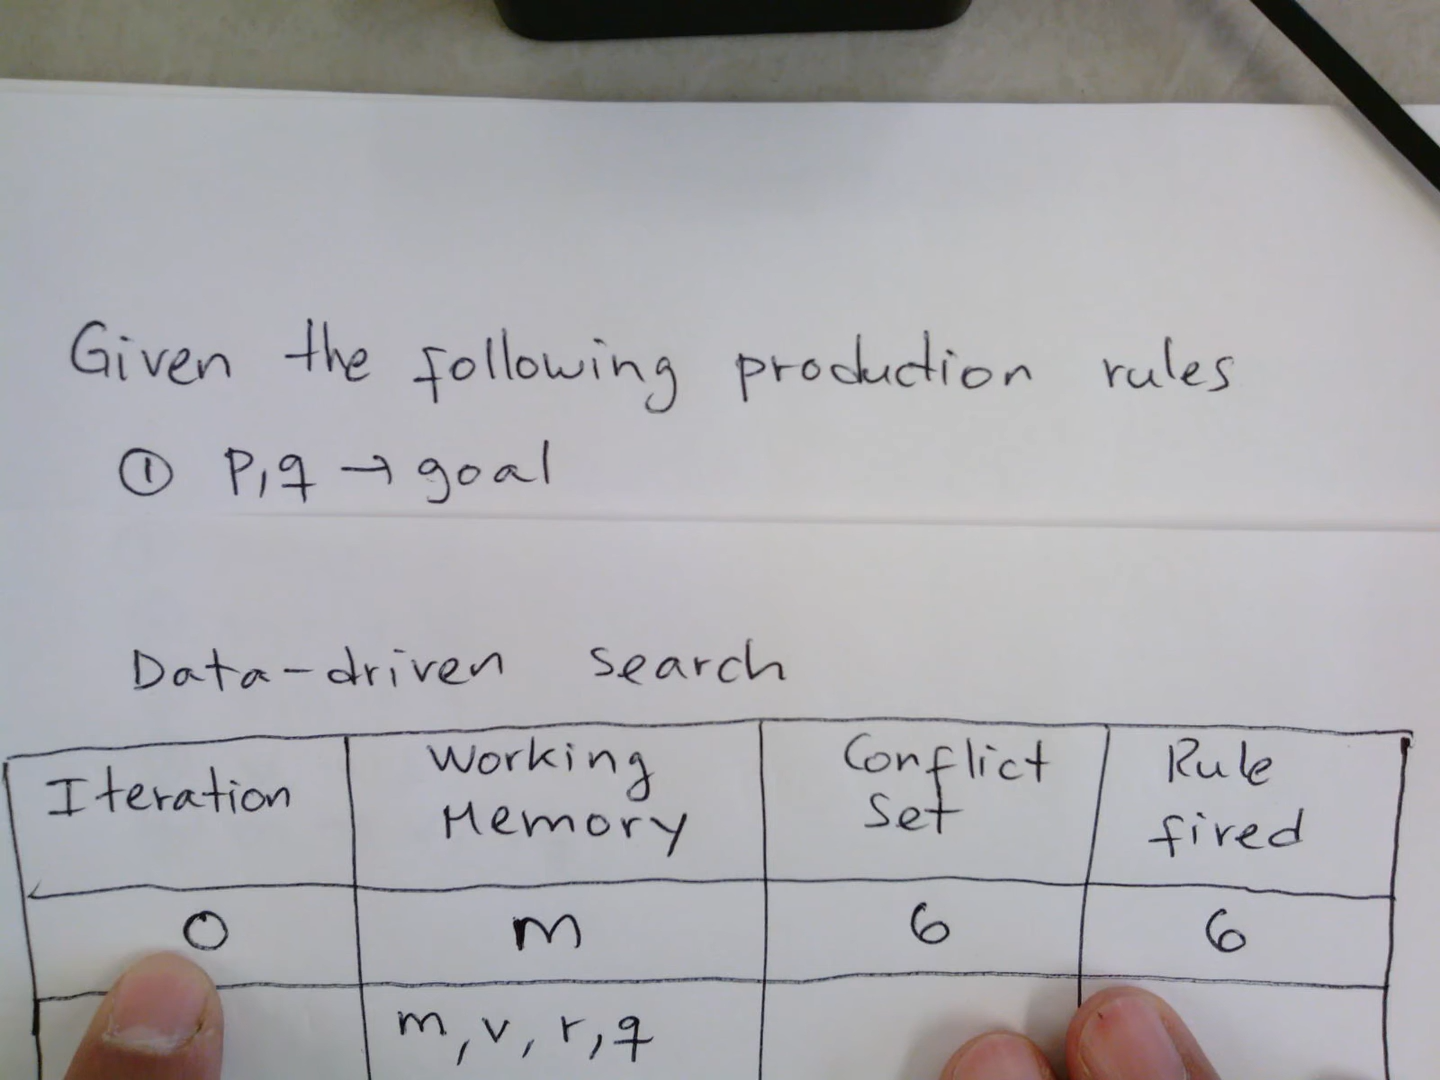 Given the following production rules
① P,q → goal
Data-driven search
Iteration Working Memory Conflict Set Rule fired
0 m 6 6
m, v, r, q